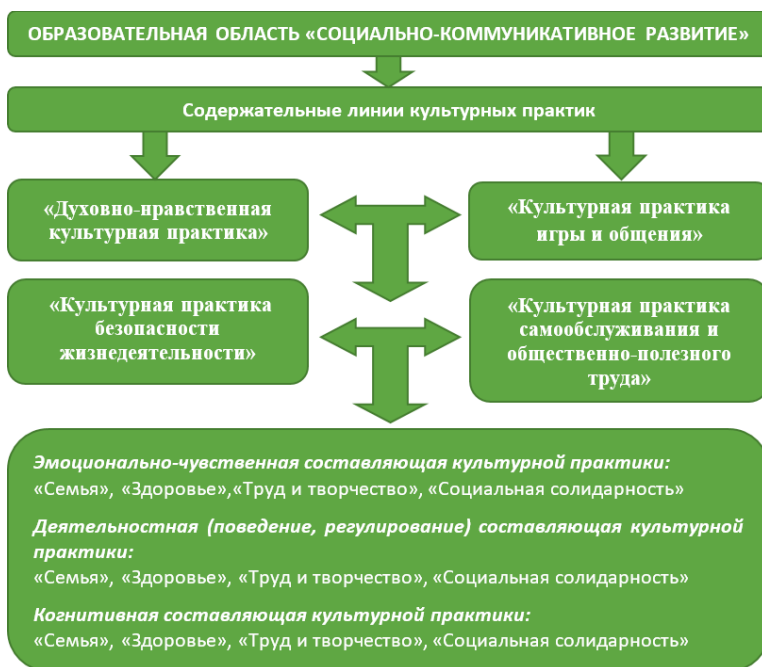 ОБРАЗОВАТЕЛЬНАЯ ОБЛАСТЬ «СОЦИАЛЬНО-КОММУНИКАТИВНОЕ РАЗВИТИЕ»
Содержательные линии культурных практик
«Духовно-нравственная
культурная практика»
«Культурная практика
игры и общения»
«Культурная практика
безопасности
жизнедеятельности»
«Культурная практика
самообслуживания и
общественно-полезного
труда»
Эмоционально-чувственная составляющая культурной практики:
«Семья», «Здоровье»,«Труд и творчество», «Социальная солидарность»
Деятельностная (поведение, регулирование) составляющая культурной
практики:
«Семья», «Здоровье», «Труд и творчество», «Социальная солидарность»
Когнитивная составляющая культурной практики:
«Семья», «Здоровье», «Труд и творчество», «Социальная солидарность»